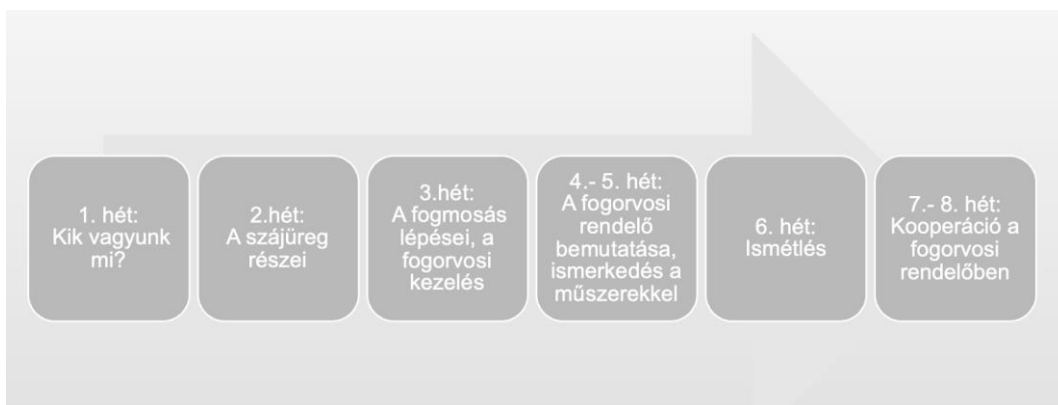 1. hét:
Kik vagyunk
mi?
2.hét:
A szájüreg
részei
3.hét:
A fogmosás
lépései, a
fogorvosi
kezelés
4.- 5. hét:
A fogorvosi
rendelő
bemutatása,
ismerkedés a
műszerekkel
6. hét:
Ismétlés
7.- 8. hét:
Kooperáció a
fogorvosi
rendelőben